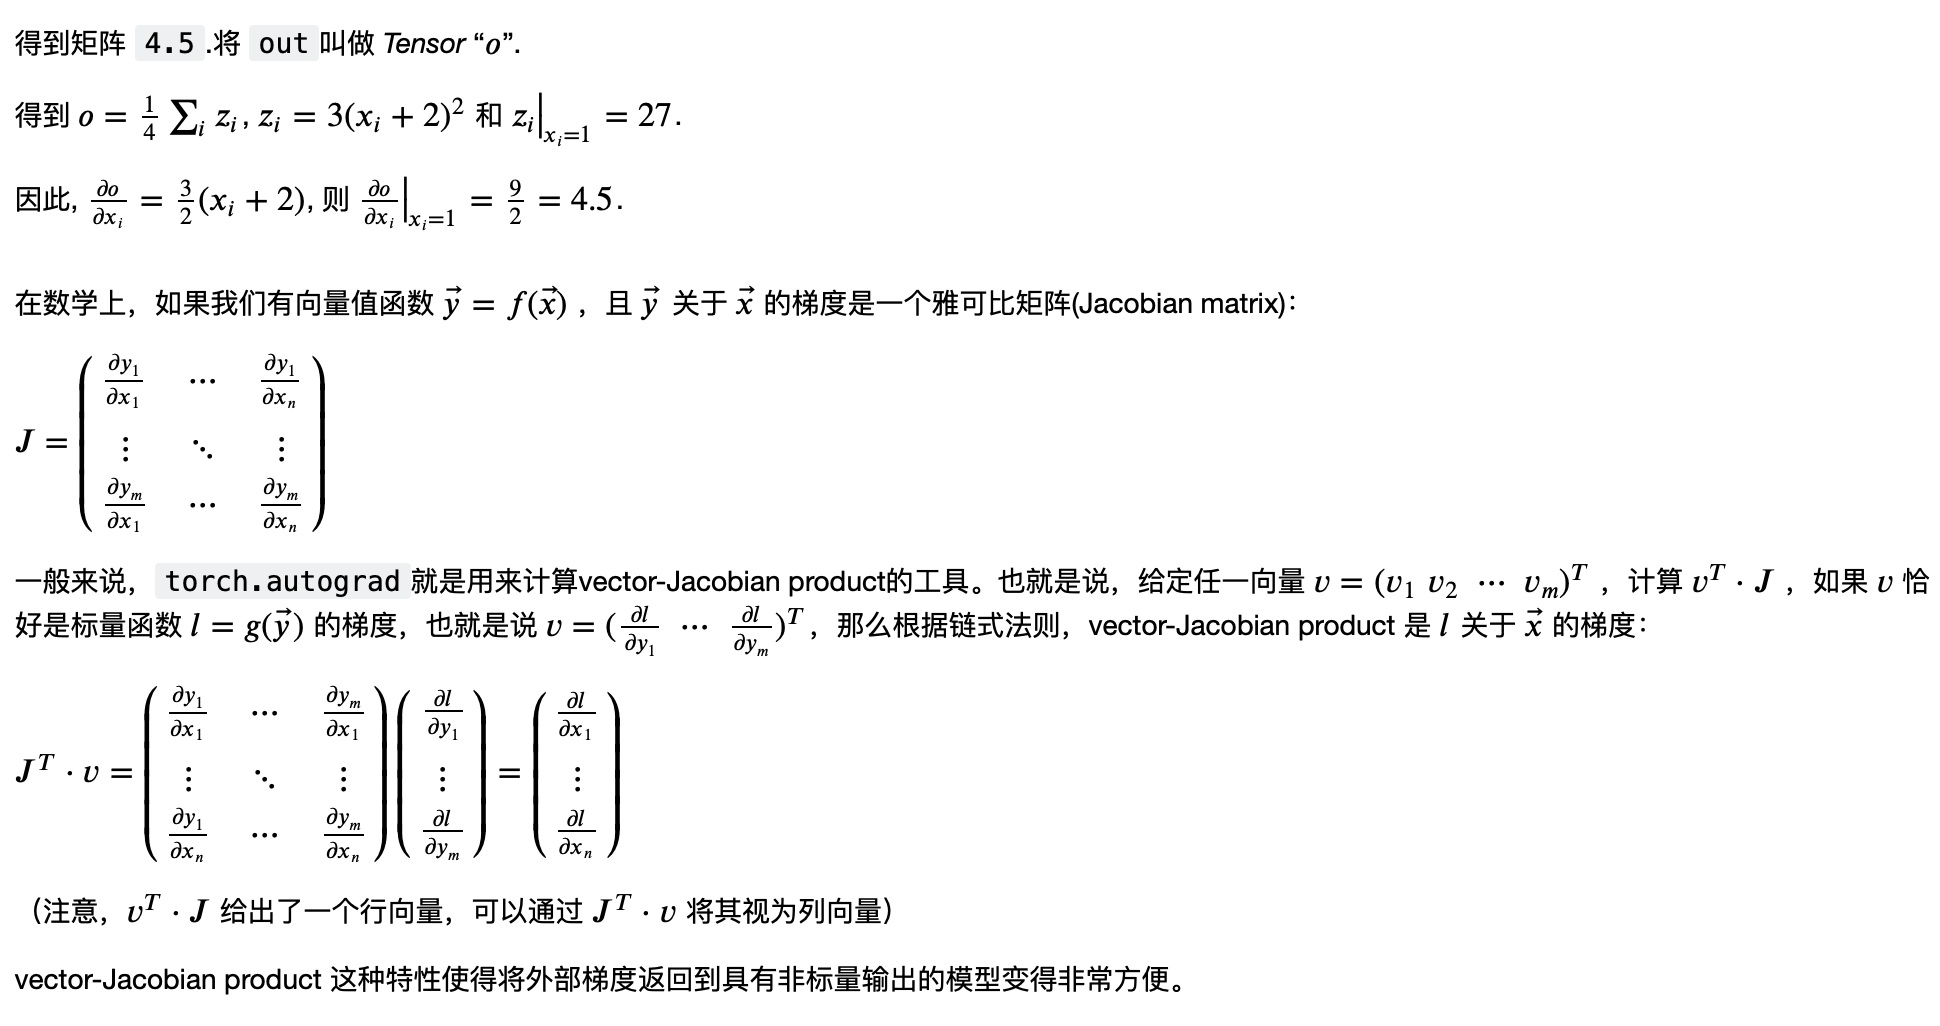 得到矩阵 4.5 .将 out 叫做 Tensor “o”.
得到 $o = \frac{1}{4} \sum_i z_i$, $z_i = 3(x_i + 2)^2$ 和 $z_i\big|_{x_i=1} = 27$.
因此, $\frac{\partial o}{\partial x_i} = \frac{3}{2}(x_i + 2)$, 则 $\frac{\partial o}{\partial x_i}\big|_{x_i=1} = \frac{9}{2} = 4.5$.
在数学上，如果我们有向量值函数 $\vec{y} = f(\vec{x})$ ，且 $\vec{y}$ 关于 $\vec{x}$ 的梯度是一个雅可比矩阵(Jacobian matrix)：
$J = \begin{pmatrix} \frac{\partial y_1}{\partial x_1} & \cdots & \frac{\partial y_1}{\partial x_n} \\ \vdots & \ddots & \vdots \\ \frac{\partial y_m}{\partial x_1} & \cdots & \frac{\partial y_m}{\partial x_n} \end{pmatrix}$
一般来说，torch.autograd 就是用来计算vector-Jacobian product的工具。也就是说，给定任一向量 $v = (v_1 \; v_2 \; \cdots \; v_m)^T$ ，计算 $v^T \cdot J$ ，如果 $v$ 恰
好是标量函数 $l = g(\vec{y})$ 的梯度，也就是说 $v = (\frac{\partial l}{\partial y_1} \; \cdots \; \frac{\partial l}{\partial y_m})^T$，那么根据链式法则，vector-Jacobian product 是 $l$ 关于 $\vec{x}$ 的梯度：
$J^T \cdot v = \begin{pmatrix} \frac{\partial y_1}{\partial x_1} & \cdots & \frac{\partial y_m}{\partial x_1} \\ \vdots & \ddots & \vdots \\ \frac{\partial y_1}{\partial x_n} & \cdots & \frac{\partial y_m}{\partial x_n} \end{pmatrix} \begin{pmatrix} \frac{\partial l}{\partial y_1} \\ \vdots \\ \frac{\partial l}{\partial y_m} \end{pmatrix} = \begin{pmatrix} \frac{\partial l}{\partial x_1} \\ \vdots \\ \frac{\partial l}{\partial x_n} \end{pmatrix}$
（注意，$v^T \cdot J$ 给出了一个行向量，可以通过 $J^T \cdot v$ 将其视为列向量）
vector-Jacobian product 这种特性使得将外部梯度返回到具有非标量输出的模型变得非常方便。